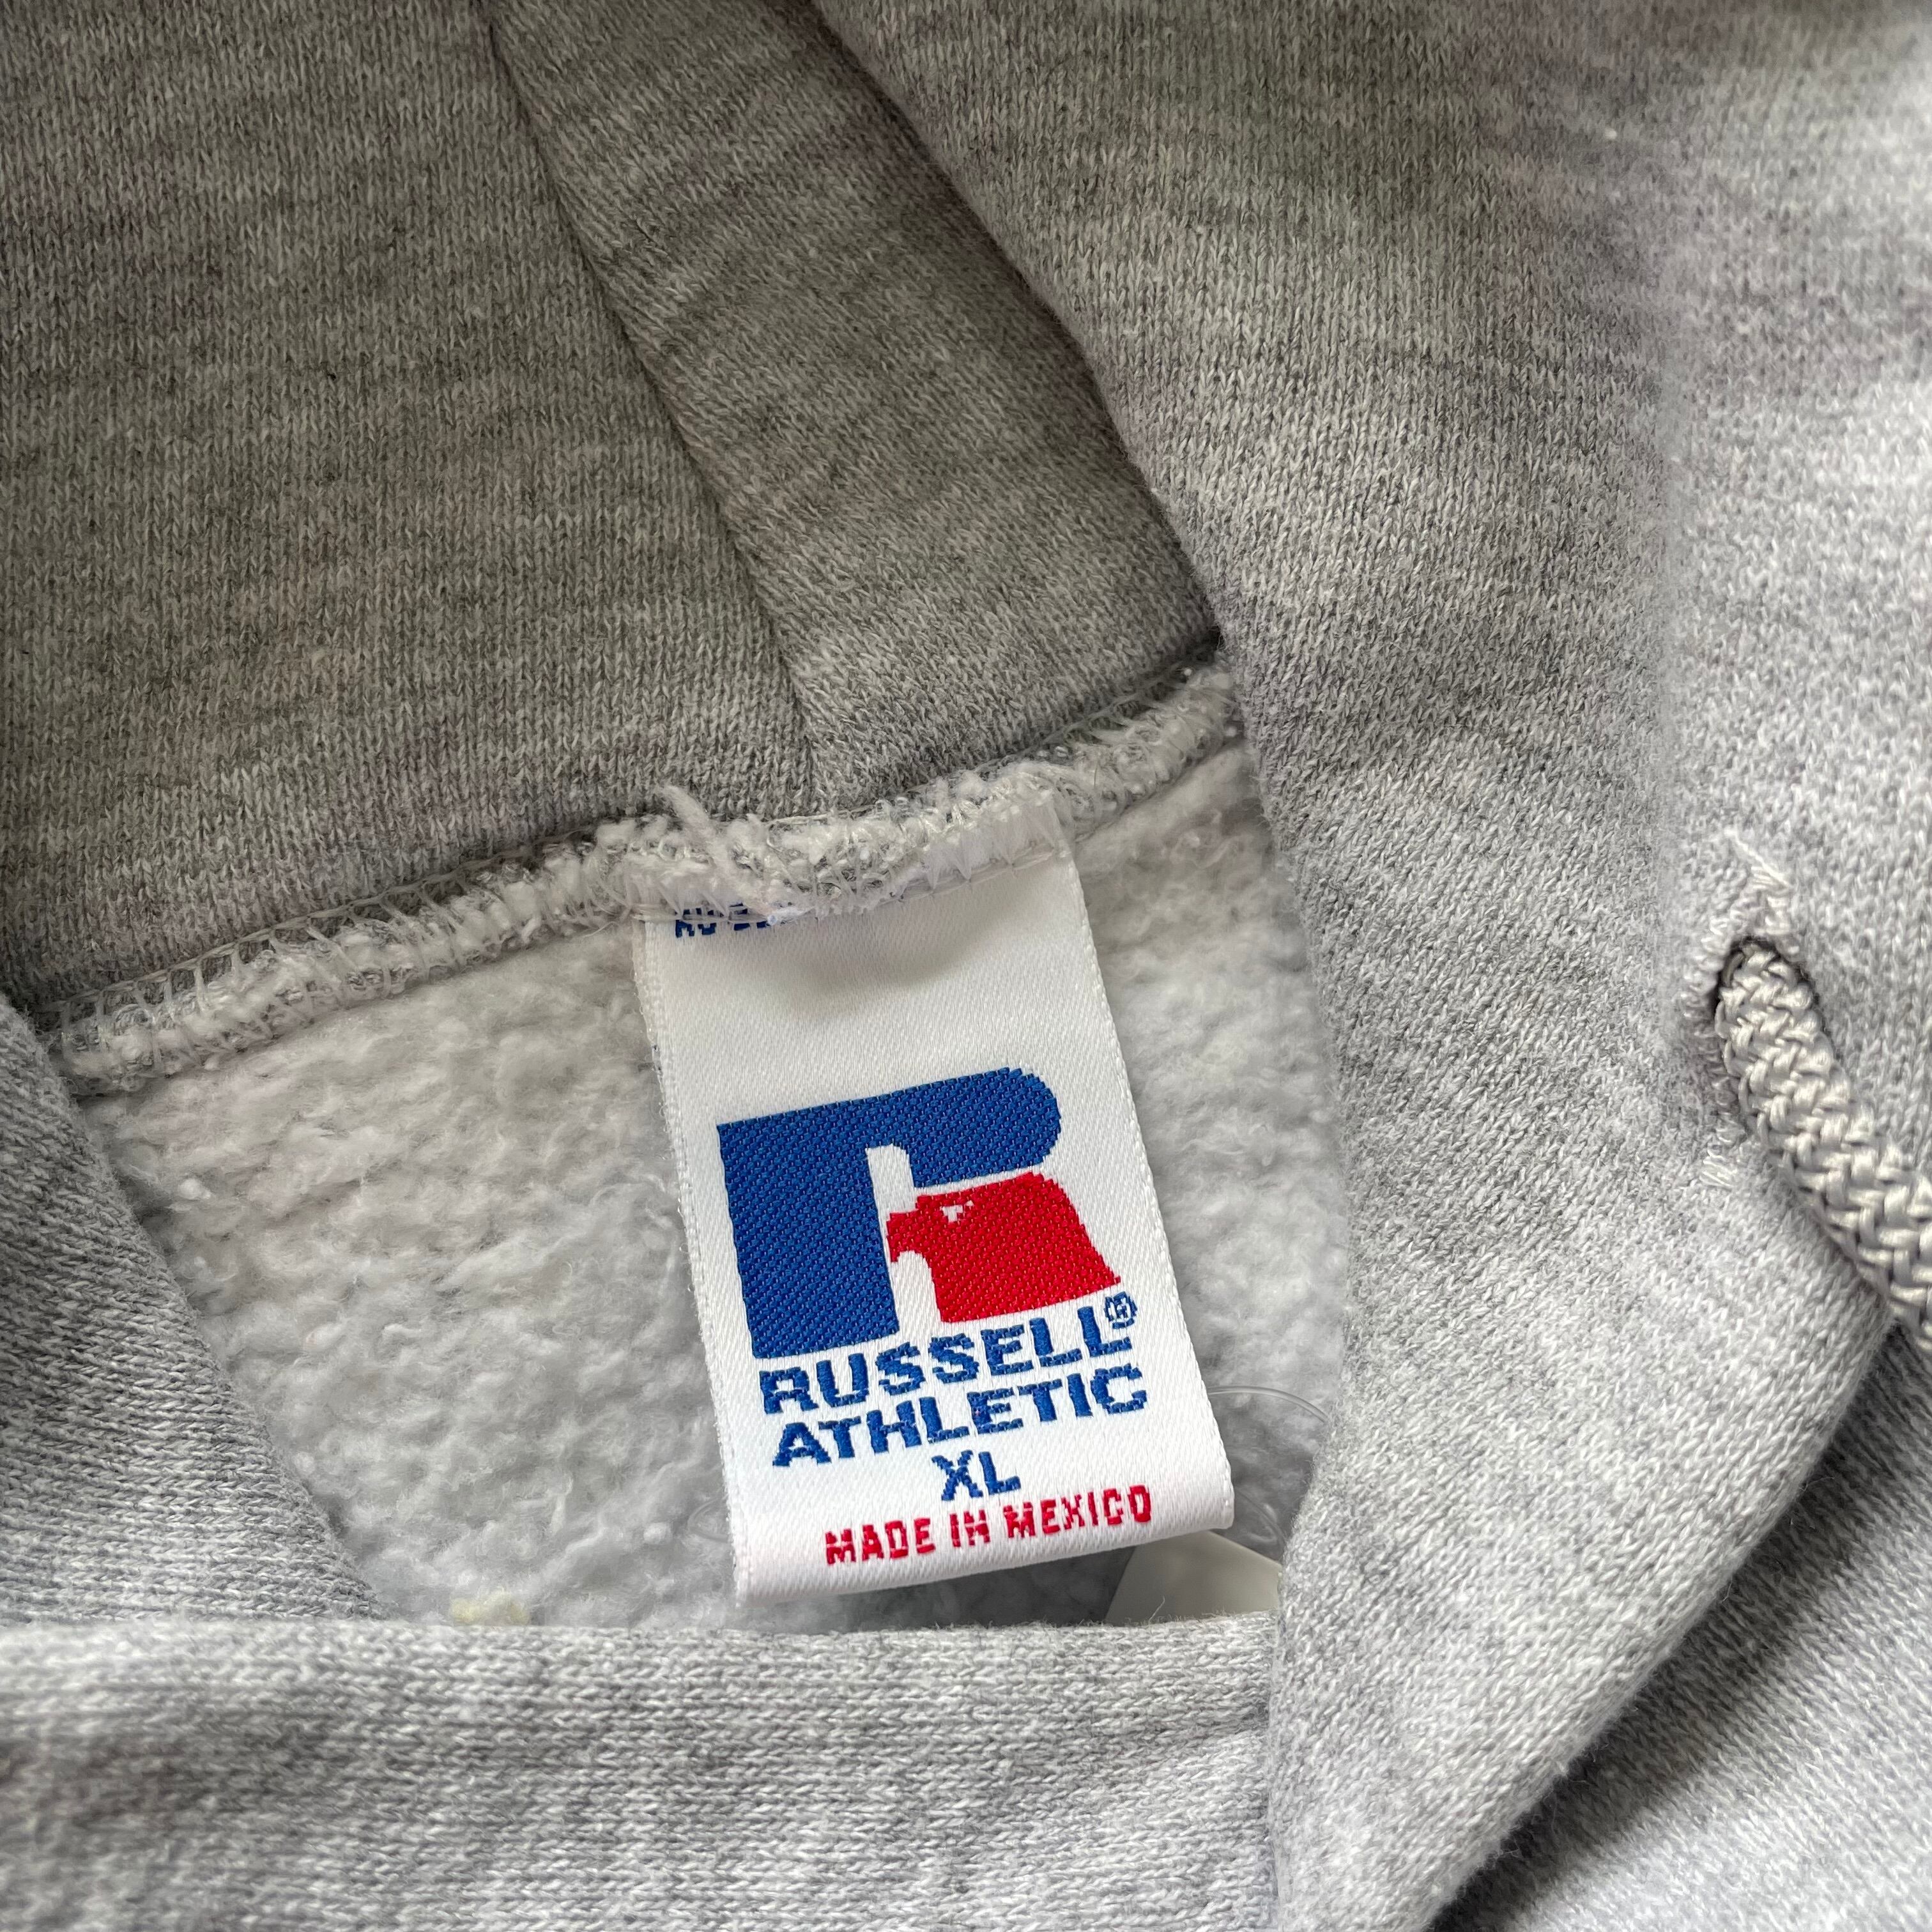 RUSSELL®
ATHLETIC
XL
MADE IN MEXICO